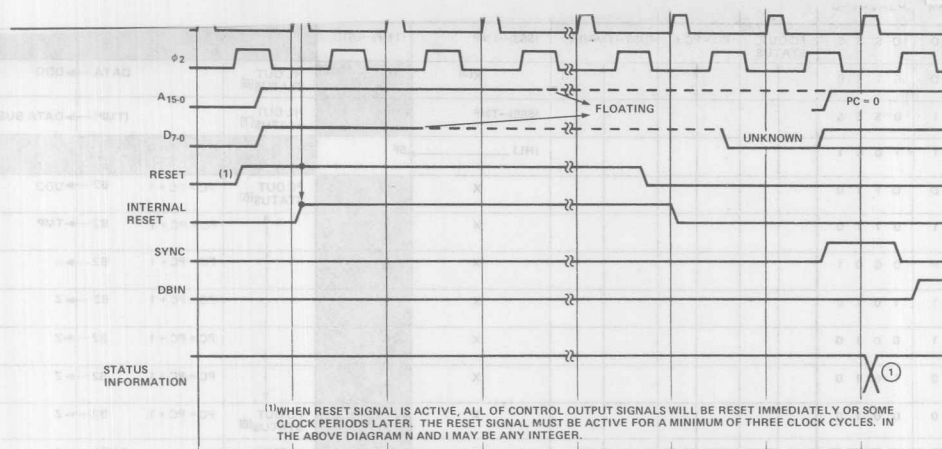 φ2
A15-0
FLOATING
PC = 0
D7-0
UNKNOWN
RESET
(1)
INTERNAL
RESET
SYNC
DBIN
STATUS
INFORMATION
1
(1)WHEN RESET SIGNAL IS ACTIVE, ALL OF CONTROL OUTPUT SIGNALS WILL BE RESET IMMEDIATELY OR SOME
CLOCK PERIODS LATER. THE RESET SIGNAL MUST BE ACTIVE FOR A MINIMUM OF THREE CLOCK CYCLES. IN
THE ABOVE DIAGRAM N AND I MAY BE ANY INTEGER.